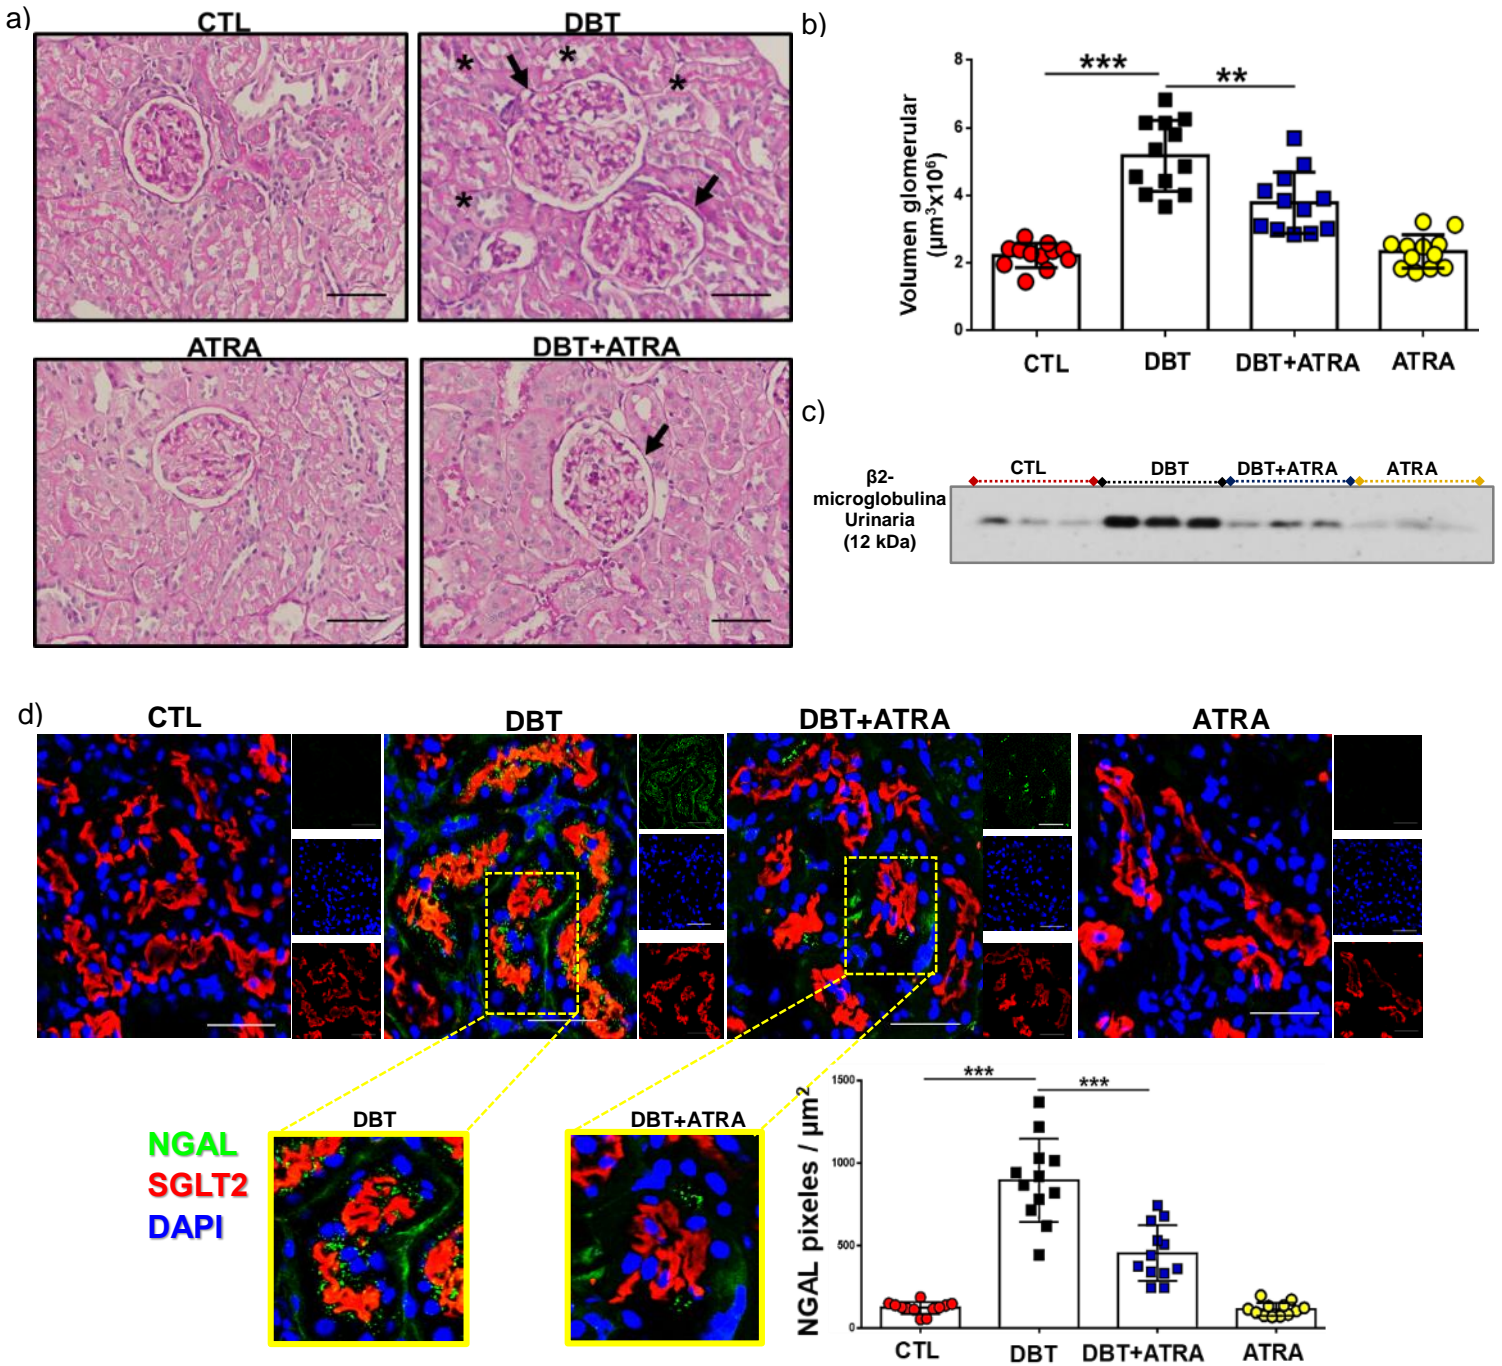 a)
CTL
DBT
*
*
*
*
ATRA
DBT+ATRA
b)
Volumen glomerular
(µm³x10⁶)
8
6
4
2
0
***
**
CTL
DBT
DBT+ATRA
ATRA
c)
β2-
microglobulina
Urinaria
(12 kDa)
CTL
DBT
DBT+ATRA
ATRA
d)
CTL
DBT
DBT+ATRA
ATRA
NGAL
SGLT2
DAPI
DBT
DBT+ATRA
NGAL pixeles / µm²
1500
1000
500
0
***
***
CTL
DBT
DBT+ATRA
ATRA